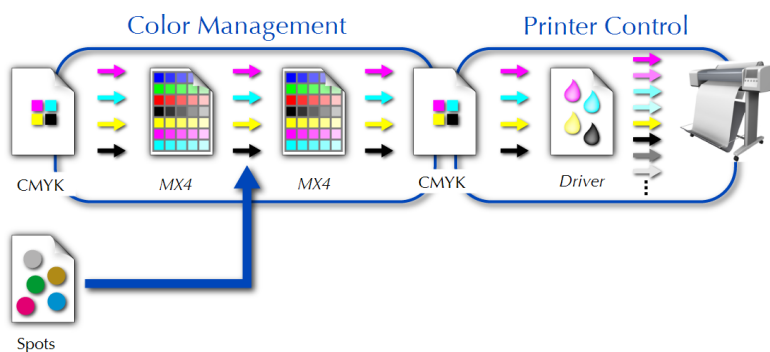 Color Management
Printer Control
CMYK
MX4
MX4
CMYK
Driver
Spots